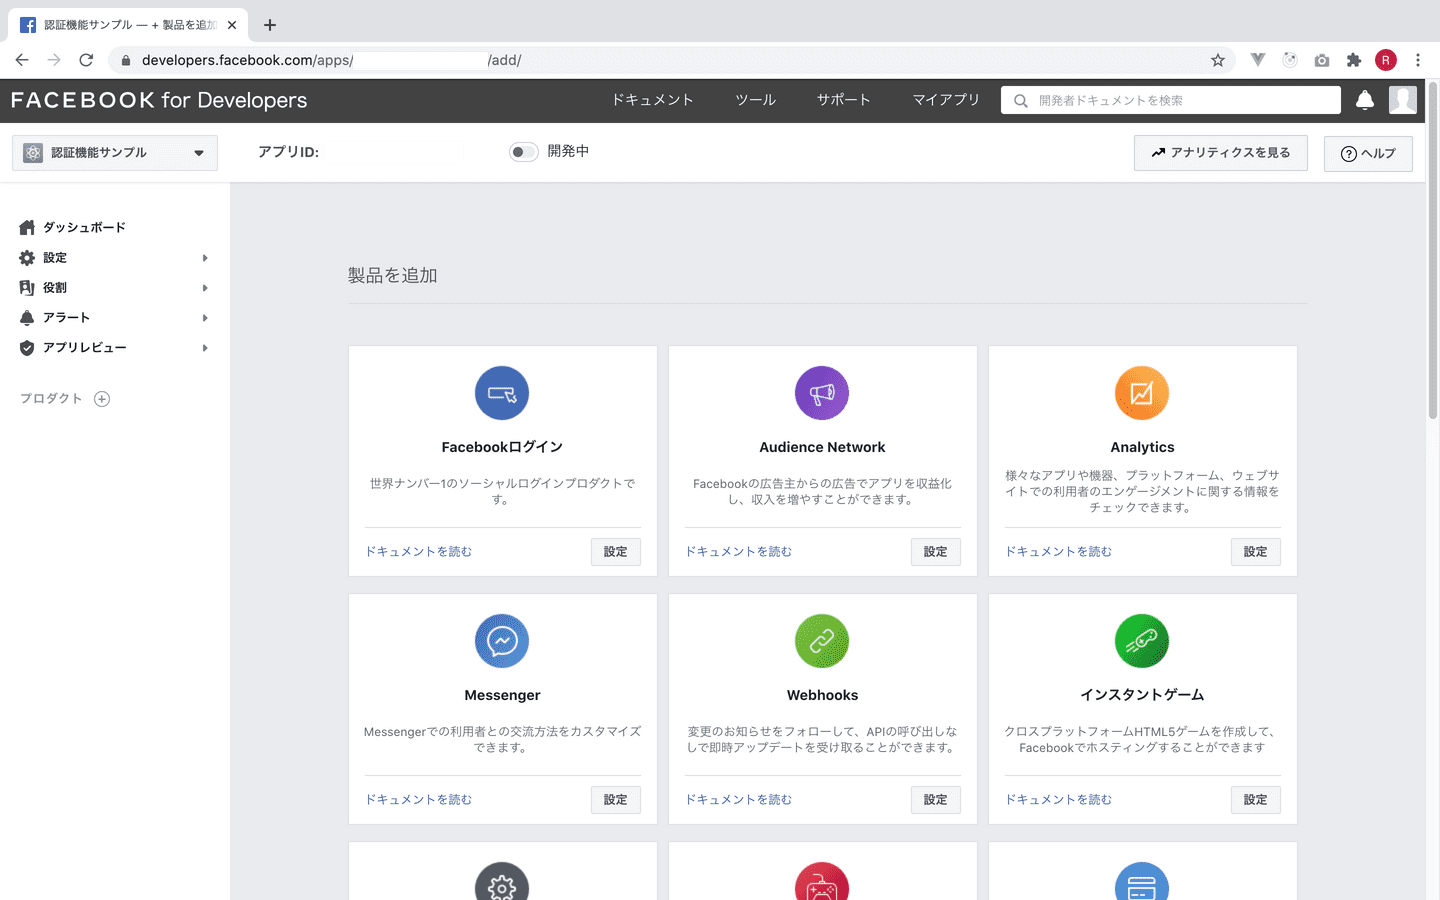 認証機能サンプル — + 製品を追加
developers.facebook.com/apps/ /add/
R
FACEBOOK for Developers
ドキュメント
ツール
サポート
マイアプリ
開発者ドキュメントを検索
認証機能サンプル
アプリID:
開発中
アナリティクスを見る
ヘルプ
ダッシュボード
設定
役割
アラート
アプリレビュー
プロダクト
製品を追加
Facebookログイン
世界ナンバー1のソーシャルログインプロダクトで
す。
ドキュメントを読む
設定
Audience Network
Facebookの広告主からの広告でアプリを収益化
し、収入を増やすことができます。
ドキュメントを読む
設定
Analytics
様々なアプリや機器、プラットフォーム、ウェブサ
イトでの利用者のエンゲージメントに関する情報を
チェックできます。
ドキュメントを読む
設定
Messenger
Messengerでの利用者との交流方法をカスタマイズ
できます。
ドキュメントを読む
設定
Webhooks
変更のお知らせをフォローして、APIの呼び出しな
しで即時アップデートを受け取ることができます。
ドキュメントを読む
設定
インスタントゲーム
クロスプラットフォームHTML5ゲームを作成して、
Facebookでホスティングすることができます
ドキュメントを読む
設定